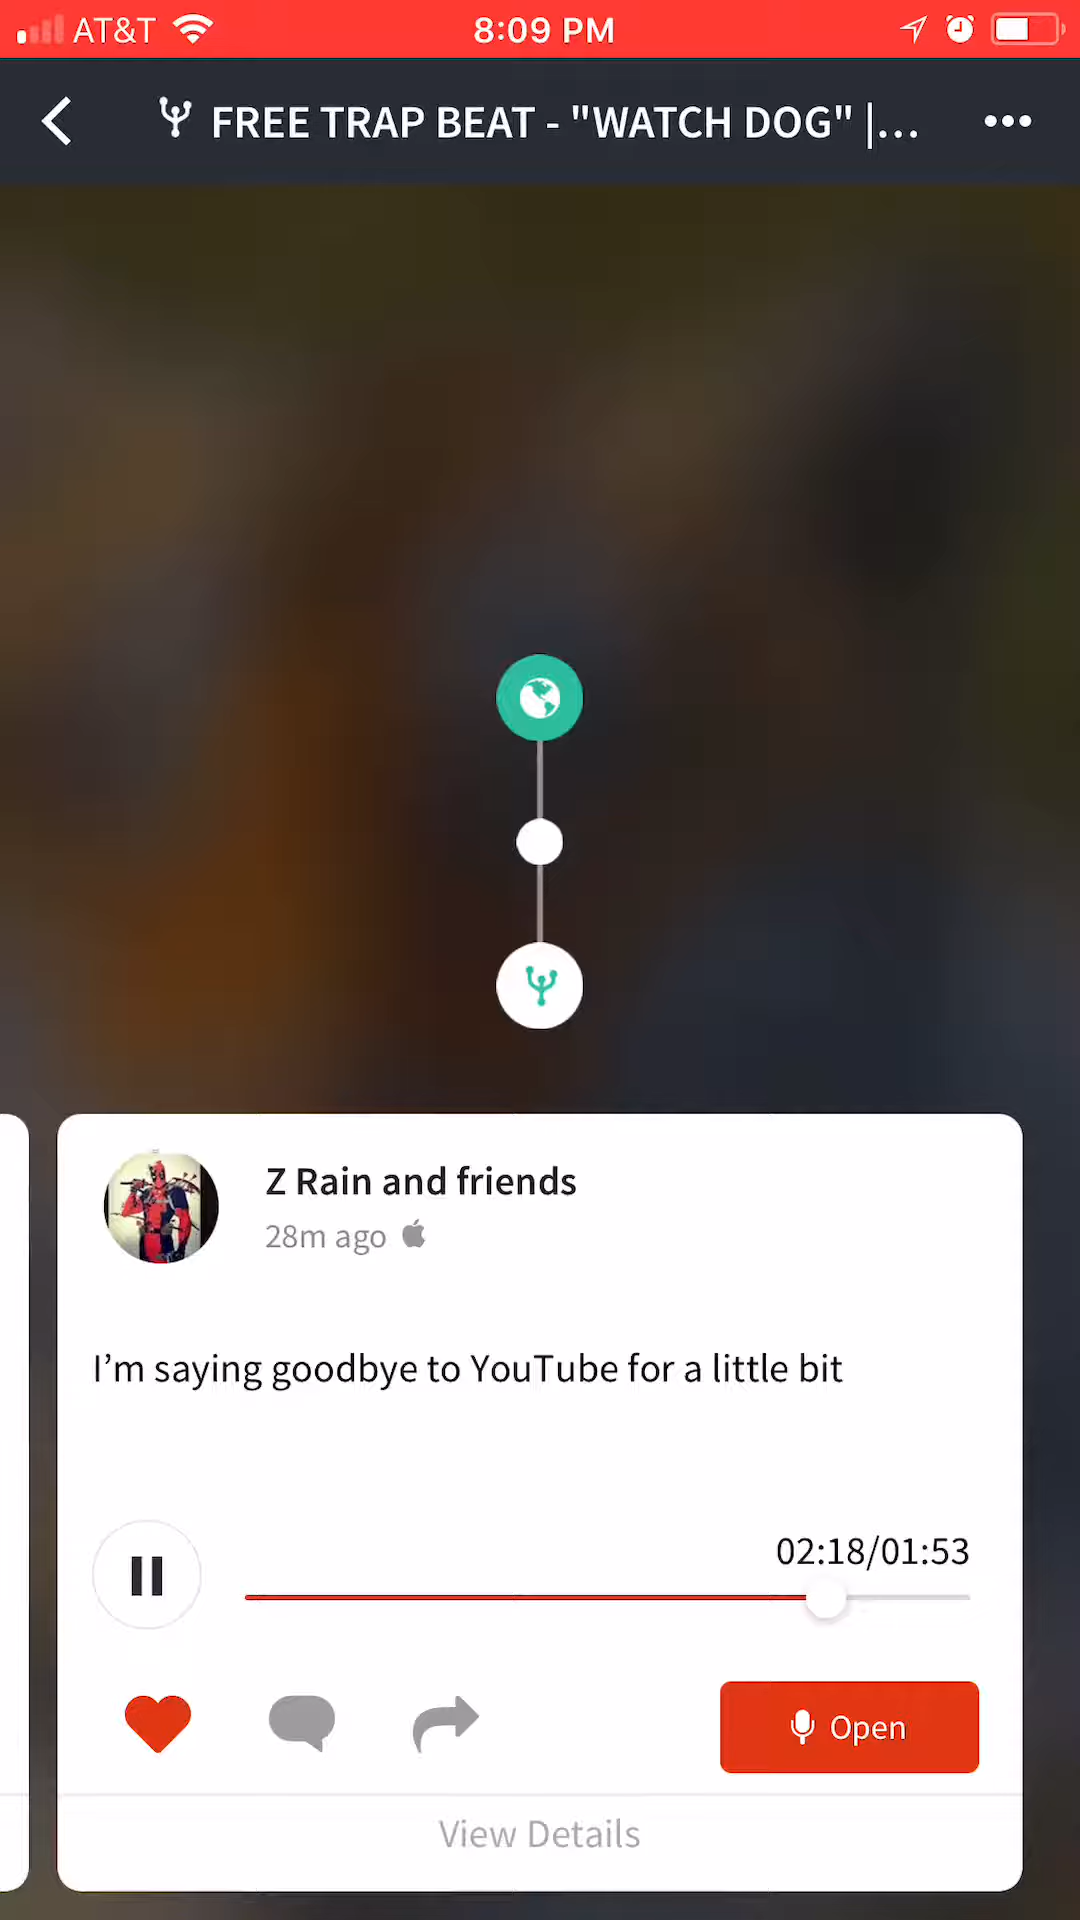 AT&T 8:09 PM
FREE TRAP BEAT - "WATCH DOG" |...
Z Rain and friends
28m ago
I’m saying goodbye to YouTube for a little bit
02:18/01:53
Open
View Details